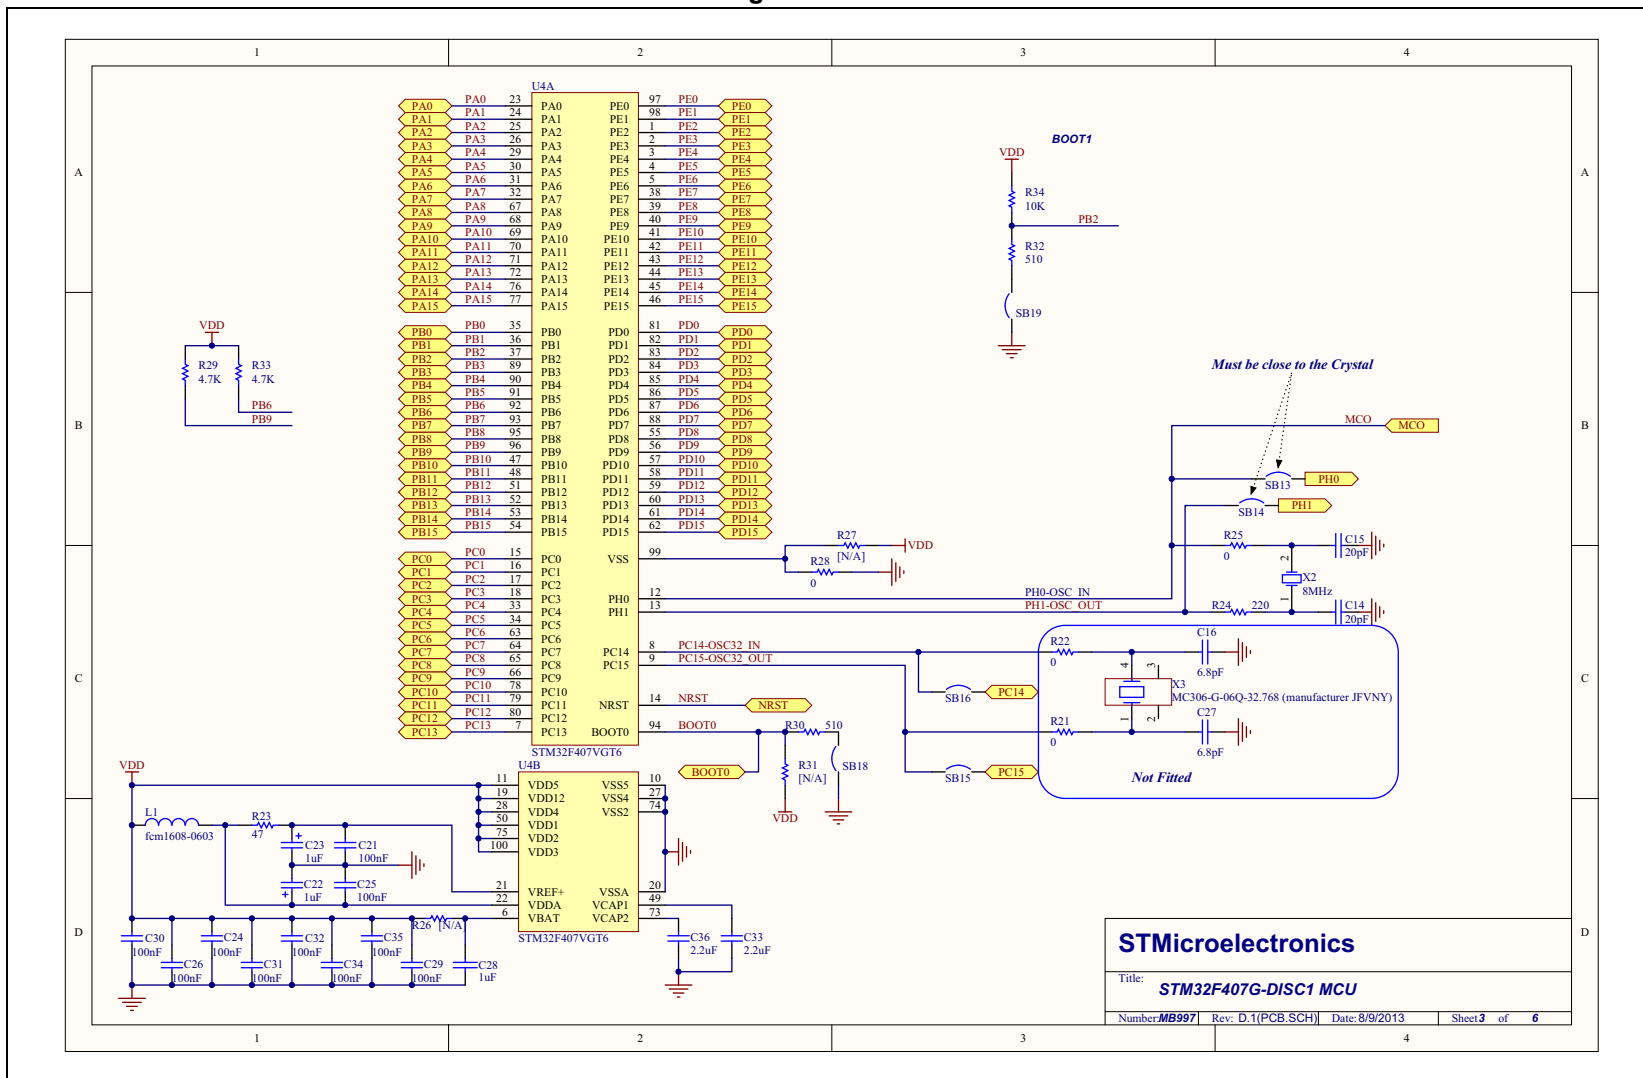 g
1 2 3 4
A A
B B
C C
D D
1 2 3 4
U4A
PA0 PA0 23 PA0 PE0 97 PE0 PE0
PA1 PA1 24 PA1 PE1 98 PE1 PE1
PA2 PA2 25 PA2 PE2 1 PE2 PE2
PA3 PA3 26 PA3 PE3 2 PE3 PE3
PA4 PA4 29 PA4 PE4 3 PE4 PE4
PA5 PA5 30 PA5 PE5 4 PE5 PE5
PA6 PA6 31 PA6 PE6 5 PE6 PE6
PA7 PA7 32 PA7 PE7 38 PE7 PE7
PA8 PA8 67 PA8 PE8 39 PE8 PE8
PA9 PA9 68 PA9 PE9 40 PE9 PE9
PA10 PA10 69 PA10 PE10 41 PE10 PE10
PA11 PA11 70 PA11 PE11 42 PE11 PE11
PA12 PA12 71 PA12 PE12 43 PE12 PE12
PA13 PA13 72 PA13 PE13 44 PE13 PE13
PA14 PA14 76 PA14 PE14 45 PE14 PE14
PA15 PA15 77 PA15 PE15 46 PE15 PE15
PB0 PB0 35 PB0 PD0 81 PD0 PD0
PB1 PB1 36 PB1 PD1 82 PD1 PD1
PB2 PB2 37 PB2 PD2 83 PD2 PD2
PB3 PB3 89 PB3 PD3 84 PD3 PD3
PB4 PB4 90 PB4 PD4 85 PD4 PD4
PB5 PB5 91 PB5 PD5 86 PD5 PD5
PB6 PB6 92 PB6 PD6 87 PD6 PD6
PB7 PB7 93 PB7 PD7 88 PD7 PD7
PB8 PB8 95 PB8 PD8 55 PD8 PD8
PB9 PB9 96 PB9 PD9 56 PD9 PD9
PB10 PB10 47 PB10 PD10 57 PD10 PD10
PB11 PB11 48 PB11 PD11 58 PD11 PD11
PB12 PB12 51 PB12 PD12 59 PD12 PD12
PB13 PB13 52 PB13 PD13 60 PD13 PD13
PB14 PB14 53 PB14 PD14 61 PD14 PD14
PB15 PB15 54 PB15 PD15 62 PD15 PD15
PC0 PC0 15 PC0 VSS 99
PC1 PC1 16 PC1
PC2 PC2 17 PC2
PC3 PC3 18 PC3 PH0 12 PH0-OSC_IN
PC4 PC4 33 PC4 PH1 13 PH1-OSC_OUT
PC5 PC5 34 PC5
PC6 PC6 63 PC6
PC7 PC7 64 PC7 PC14 8 PC14-OSC32_IN
PC8 PC8 65 PC8 PC15 9 PC15-OSC32_OUT
PC9 PC9 66 PC9
PC10 PC10 78 PC10
PC11 PC11 79 PC11 NRST 14 NRST NRST
PC12 PC12 80 PC12
PC13 PC13 7 PC13 BOOT0 94 BOOT0
STM32F407VGT6
BOOT0
R30 510
R31
[N/A]
SB18
VDD
R27
[N/A]
VDD
R28
0
VDD
R29
4.7K
R33
4.7K
PB6
PB9
BOOT1
VDD
R34
10K
PB2
R32
510
SB19
Must be close to the Crystal
MCO MCO
SB13 PH0
SB14 PH1
R25
0
C15
20pF
2
X2
8MHz
1
R24 220
C14
20pF
R22
0
C16
6.8pF
4 3
X3
MC306-G-06Q-32.768 (manufacturer JFVNY)
1 2
R21
0
C27
6.8pF
Not Fitted
SB16 PC14
SB15 PC15
U4B
11 VDD5 VSS5 10
19 VDD12 VSS4 27
28 VDD4 VSS2 74
50 VDD1
75 VDD2
100 VDD3
21 VREF+ VSSA 20
22 VDDA VCAP1 49
6 VBAT VCAP2 73
STM32F407VGT6
VDD
L1
fcm1608-0603
R23
47
+
C23
1uF
C21
100nF
+
C22
1uF
C25
100nF
R26 [N/A]
C30
100nF
C24
100nF
C32
100nF
C35
100nF
C26
100nF
C31
100nF
C34
100nF
C29
100nF
C28
1uF
C36
2.2uF
C33
2.2uF
STMicroelectronics
Title:
STM32F407G-DISC1 MCU
Number:MB997 Rev: D.1(PCB.SCH) Date:8/9/2013 Sheet3 of 6